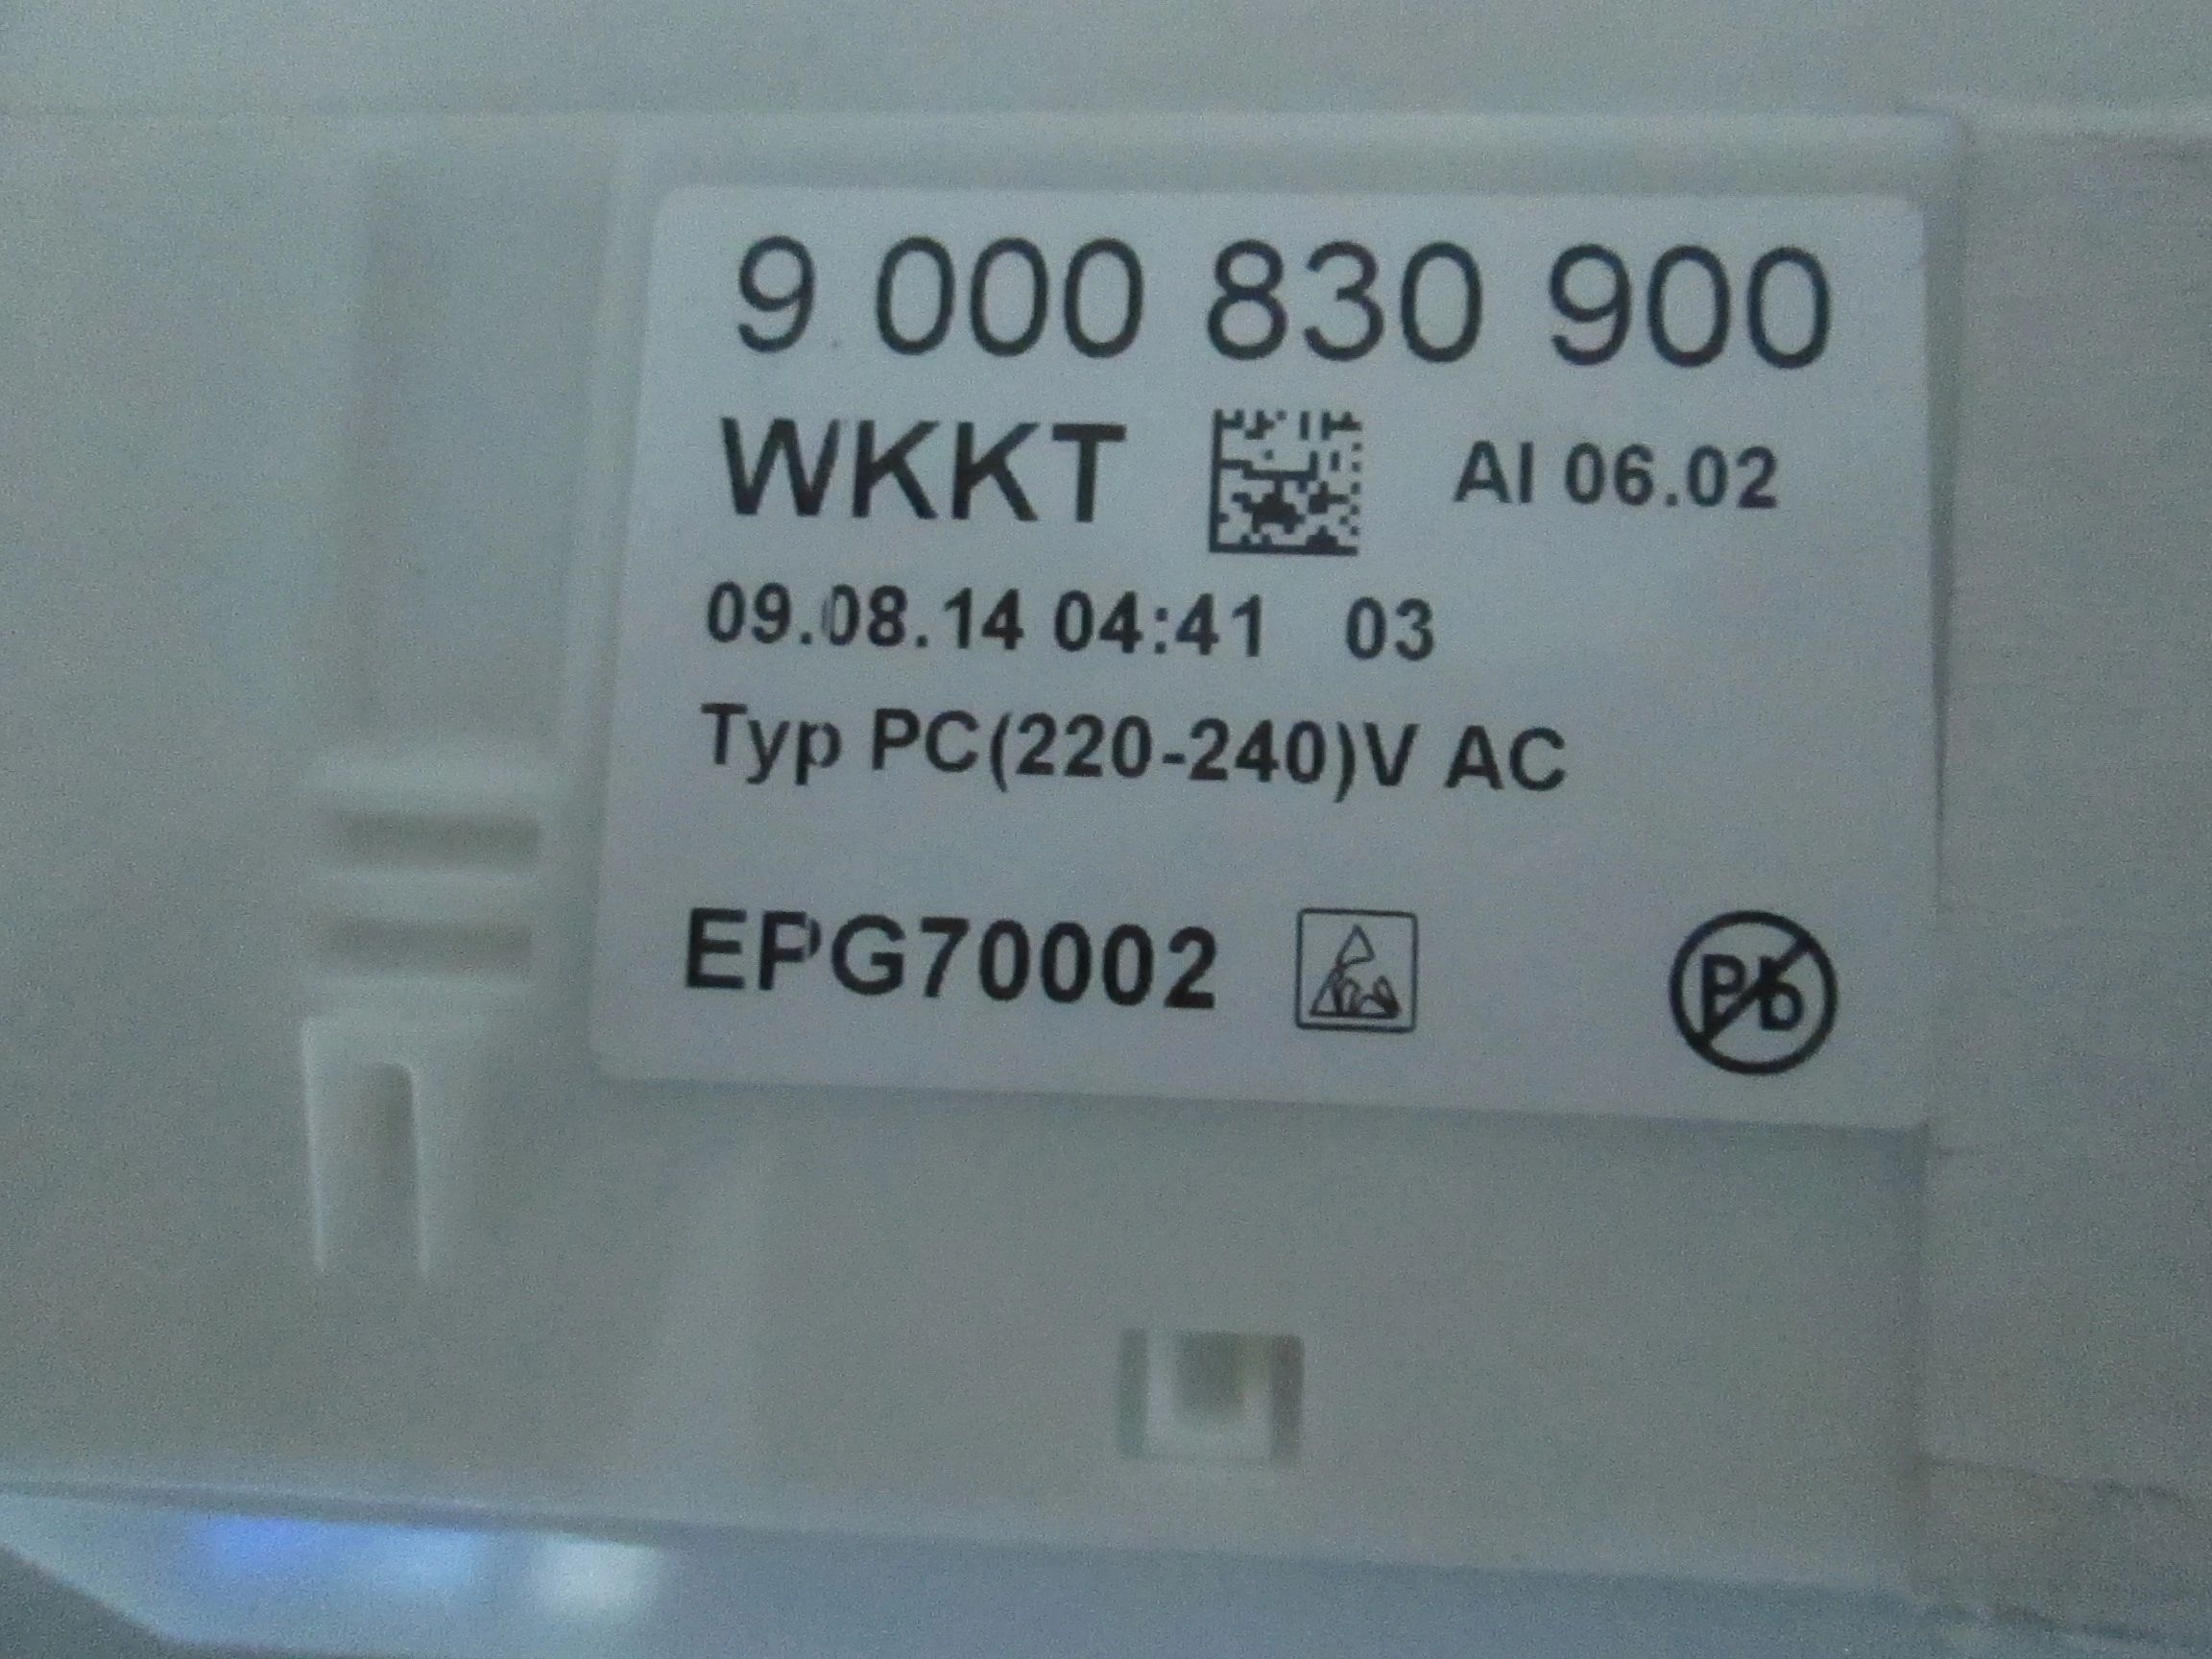 9 000 830 900
WKKT AI 06.02
09.08.14 04:41 03
Typ PC(220-240)V AC
EPG70002
Pb